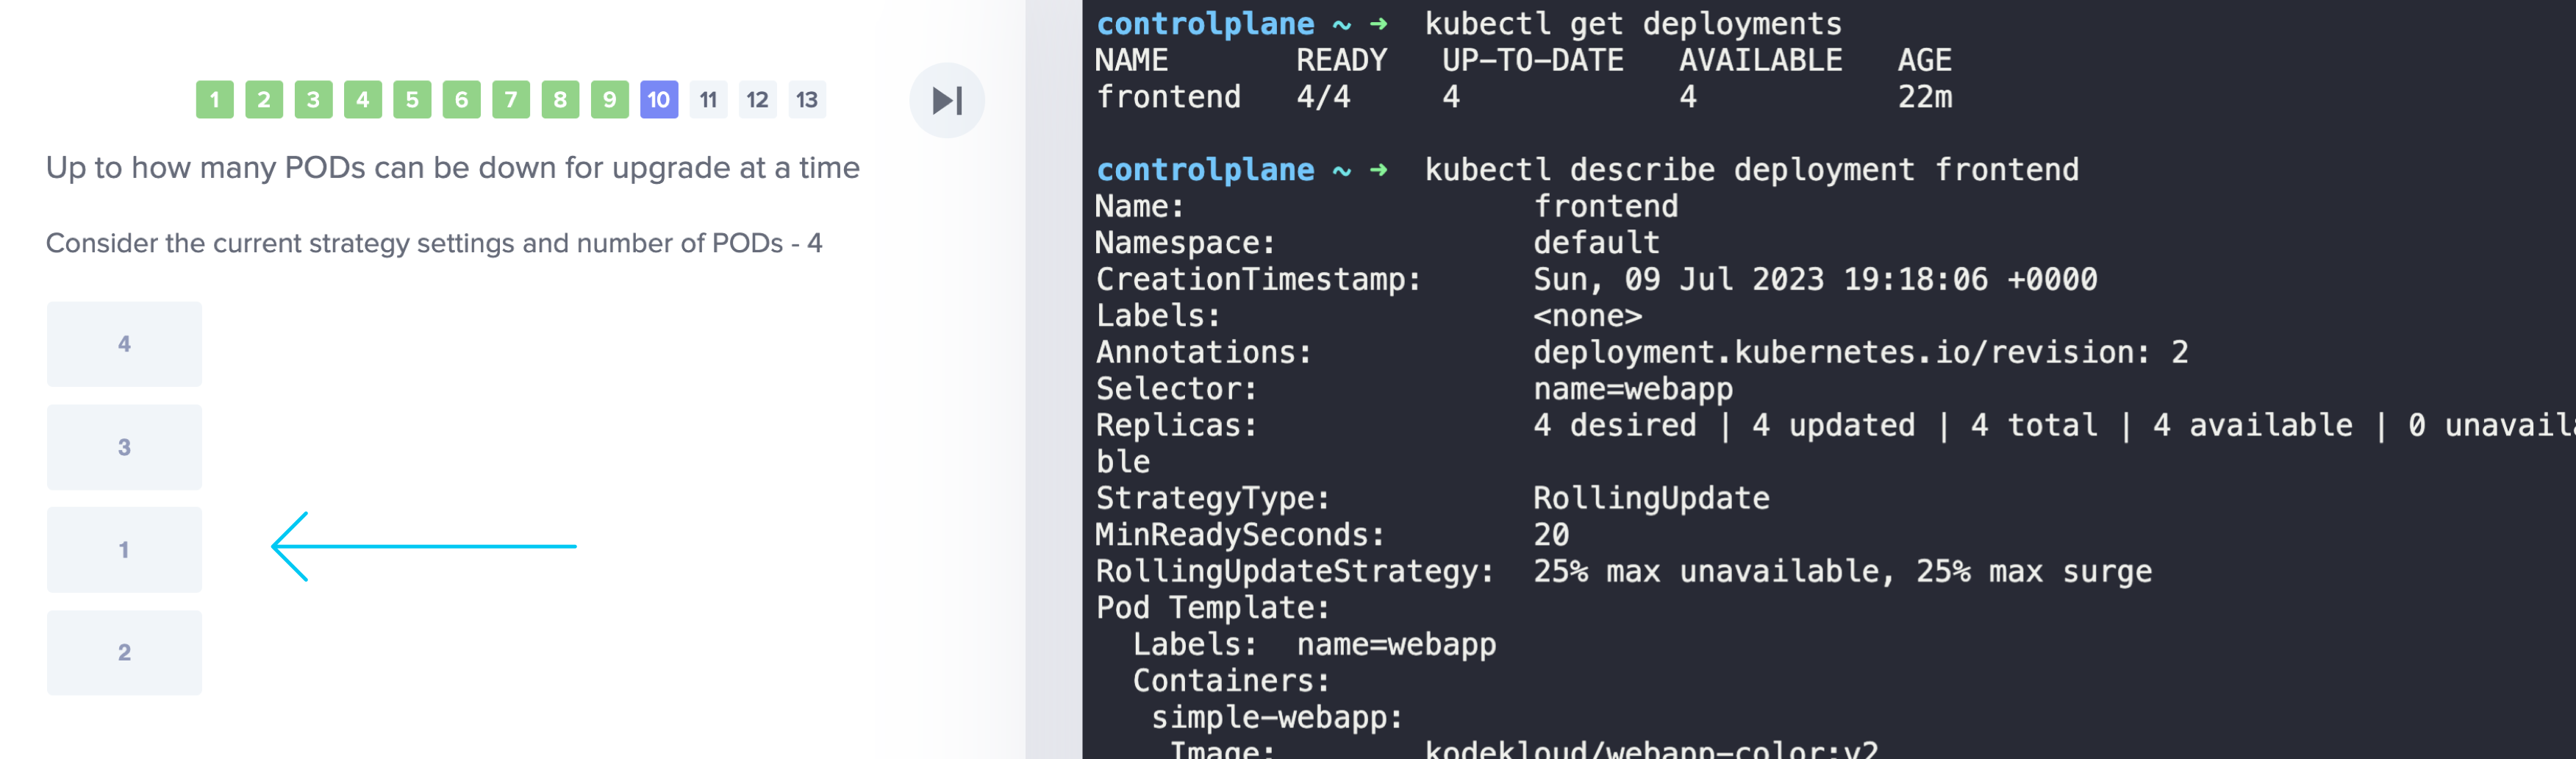 1 2 3 4 5 6 7 8 9 10 11 12 13
Up to how many PODs can be down for upgrade at a time
Consider the current strategy settings and number of PODs - 4
4
3
1
2
controlplane ~ ➜  kubectl get deployments
NAME       READY   UP-TO-DATE   AVAILABLE   AGE
frontend   4/4     4            4           22m
controlplane ~ ➜  kubectl describe deployment frontend
Name:                   frontend
Namespace:              default
CreationTimestamp:      Sun, 09 Jul 2023 19:18:06 +0000
Labels:                 <none>
Annotations:            deployment.kubernetes.io/revision: 2
Selector:               name=webapp
Replicas:               4 desired | 4 updated | 4 total | 4 available | 0 unavaila
ble
StrategyType:           RollingUpdate
MinReadySeconds:        20
RollingUpdateStrategy:  25% max unavailable, 25% max surge
Pod Template:
  Labels:  name=webapp
  Containers:
   simple-webapp:
    Image:        kodekloud/webapp-color:v2